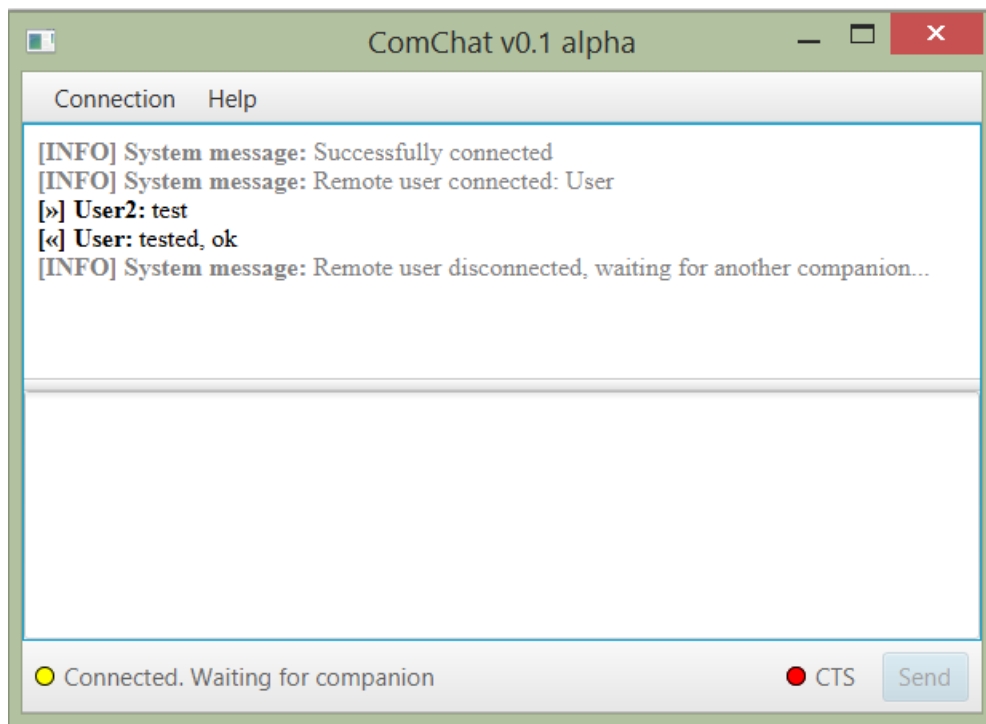 ComChat v0.1 alpha
Connection Help
[INFO] System message: Successfully connected
[INFO] System message: Remote user connected: User
[»] User2: test
[«] User: tested, ok
[INFO] System message: Remote user disconnected, waiting for another companion...
Connected. Waiting for companion CTS Send